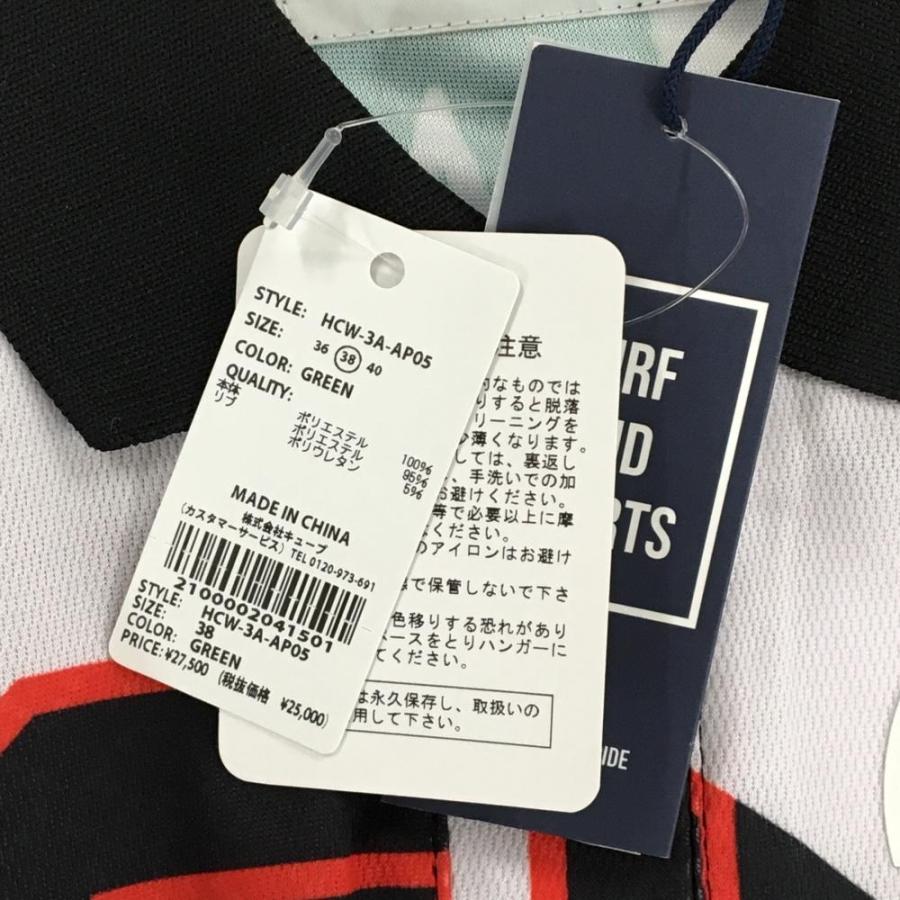 STYLE: HCW-3A-AP05
SIZE: 36 38 40
COLOR: GREEN
QUALITY:
本体 ポリエステル 100%
リブ ポリエステル 95%
ポリウレタン 5%
MADE IN CHINA
株式会社キューブ
(カスタマーサービス) TEL 0120-973-691
2100002041501
STYLE: HCW-3A-AP05
SIZE: 38
COLOR: GREEN
PRICE: ¥27,500 (税抜価格 ¥25,000)
注意
的なものでは
りすると脱落
リーニングを
薄くなります。
しては、裏返し
、手洗いでの加
お避けください。
等で必要以上に摩
ください。
のアイロンはお避け
で保管しないで下さ
色移りする恐れがあり
ースをとりハンガーに
てください。
は永久保存し、取扱いの
用して下さい。
RF
D
RTS
IDE